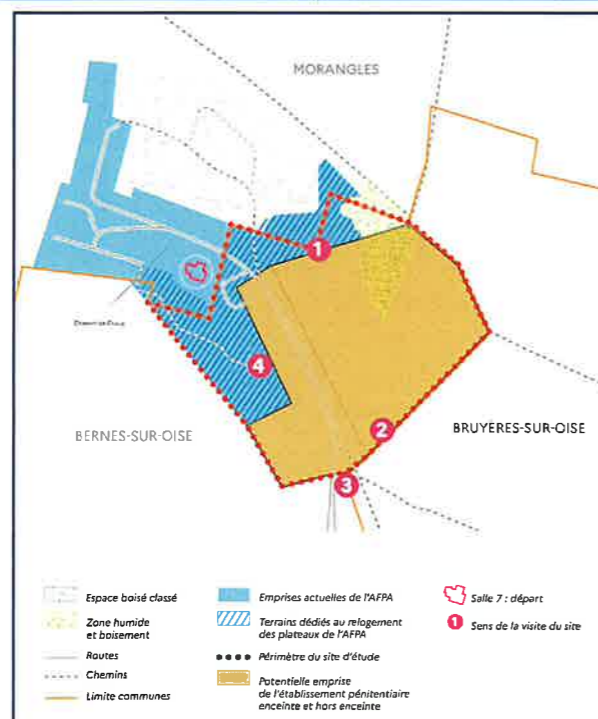 MORANGLES
1
4
BERNES-SUR-OISE
2
BRUYÈRES-SUR-OISE
3
Espace boisé classé
Zone humide
et boisement
Routes
Chemins
Limite communes
Emprises actuelles de l'AFPA
Terrains dédiés au relogement
des plateaux de l'AFPA
Périmètre du site d'étude
Potentielle emprise
de l'établissement pénitentiaire
enceinte et hors enceinte
Salle 7 : départ
1 Sens de la visite du site